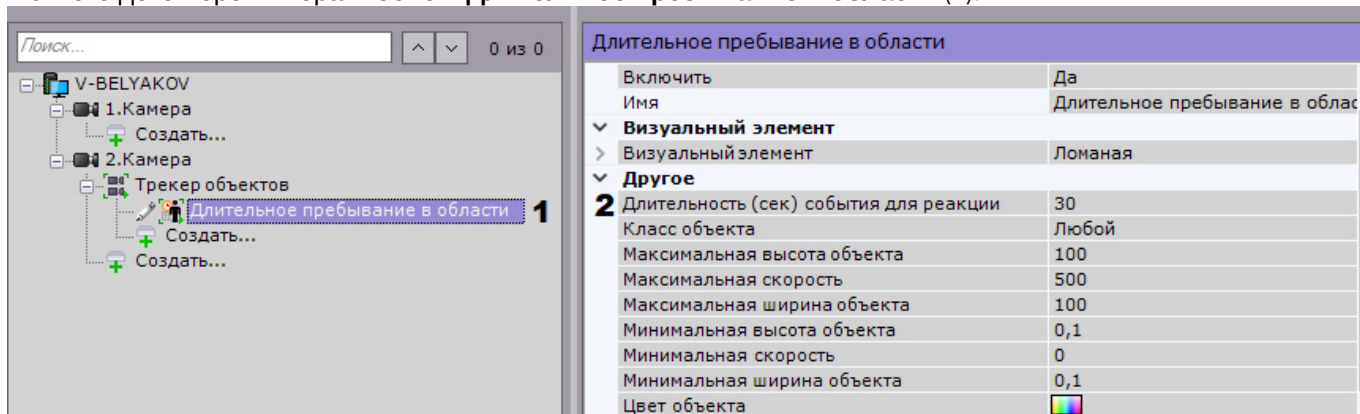 Поиск...
0 из 0
V-BELYAKOV
1.Камера
Создать...
2.Камера
Трекер объектов
Длительное пребывание в области 1
Создать...
Создать...
Длительное пребывание в области
Включить Да
Имя Длительное пребывание в облас
Визуальный элемент
Визуальный элемент Ломаная
Другое
2 Длительность (сек) события для реакции 30
Класс объекта Любой
Максимальная высота объекта 100
Максимальная скорость 500
Максимальная ширина объекта 100
Минимальная высота объекта 0,1
Минимальная скорость 0
Минимальная ширина объекта 0,1
Цвет объекта